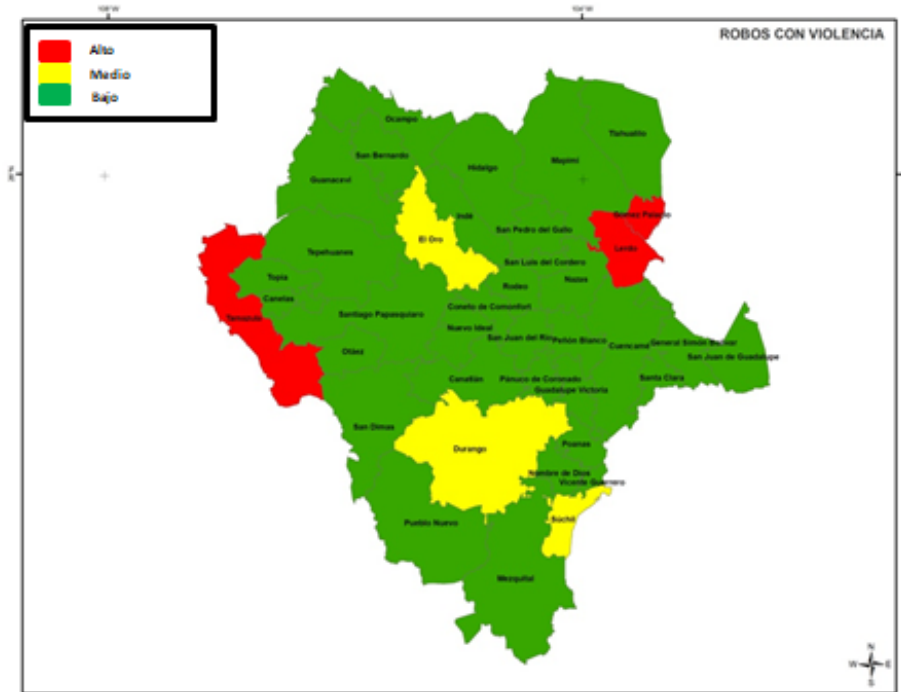 106°W
104°W
ROBOS CON VIOLENCIA
Alto
Medio
Bajo
Ocampo
Tlahualilo
San Bernardo
Mapimí
Hidalgo
Guanaceví
Indé
Gómez Palacio
San Pedro del Gallo
El Oro
Lerdo
Tepehuanes
San Luis del Cordero
Topia
Nazas
Rodeo
Canelas
Coneto de Comonfort
Santiago Papasquiaro
Tamazula
Nuevo Ideal
San Juan del Río
Peñón Blanco
General Simón Bolívar
Cuencamé
Otáez
San Juan de Guadalupe
Canatlán
Pánuco de Coronado
Santa Clara
Guadalupe Victoria
San Dimas
Poanas
Durango
Nombre de Dios
Vicente Guerrero
Súchil
Pueblo Nuevo
Mezquital
N
W
E
S